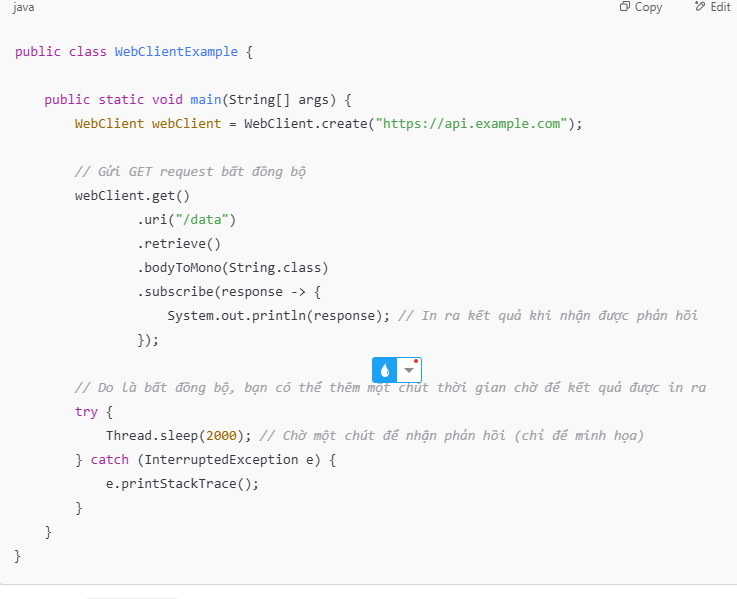 java
Copy
Edit
public class WebClientExample {
public static void main(String[] args) {
WebClient webClient = WebClient.create("https://api.example.com");
// Gửi GET request bất đồng bộ
webClient.get()
.uri("/data")
.retrieve()
.bodyToMono(String.class)
.subscribe(response -> {
System.out.println(response); // In ra kết quả khi nhận được phản hồi
});
// Do là bất đồng bộ, bạn có thể thêm một chút thời gian chờ để kết quả được in ra
try {
Thread.sleep(2000); // Chờ một chút để nhận phản hồi (chỉ để minh họa)
} catch (InterruptedException e) {
e.printStackTrace();
}
}
}